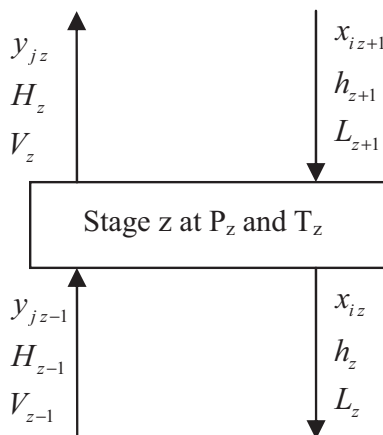 y_{jz}
H_z
V_z
x_{iz+1}
h_{z+1}
L_{z+1}
Stage z at P_z and T_z
y_{jz-1}
H_{z-1}
V_{z-1}
x_{iz}
h_z
L_z